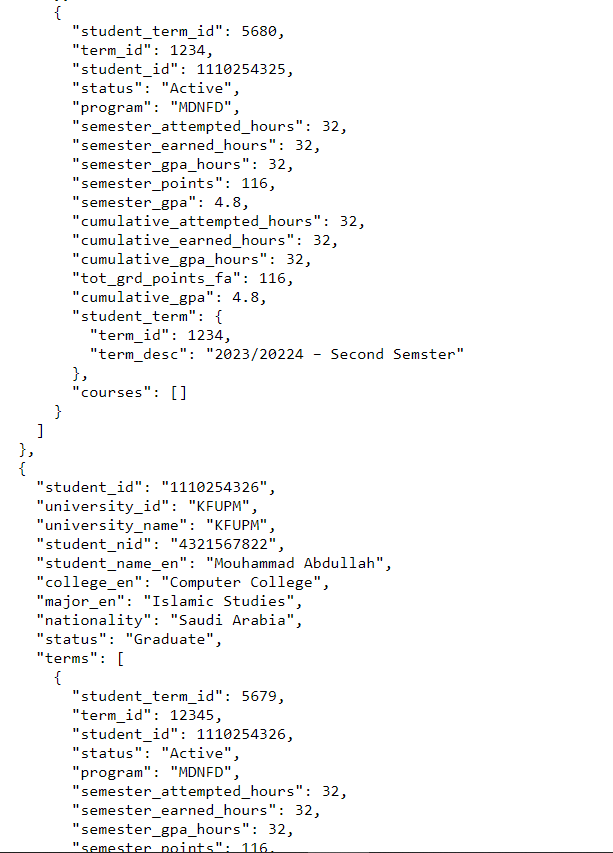 {
"student_term_id": 5680,
"term_id": 1234,
"student_id": 1110254325,
"status": "Active",
"program": "MDNFD",
"semester_attempted_hours": 32,
"semester_earned_hours": 32,
"semester_gpa_hours": 32,
"semester_points": 116,
"semester_gpa": 4.8,
"cumulative_attempted_hours": 32,
"cumulative_earned_hours": 32,
"cumulative_gpa_hours": 32,
"tot_grd_points_fa": 116,
"cumulative_gpa": 4.8,
"student_term": {
"term_id": 1234,
"term_desc": "2023/20224 – Second Semster"
},
"courses": []
}
]
},
{
"student_id": "1110254326",
"university_id": "KFUPM",
"university_name": "KFUPM",
"student_nid": "4321567822",
"student_name_en": "Mouhammad Abdullah",
"college_en": "Computer College",
"major_en": "Islamic Studies",
"nationality": "Saudi Arabia",
"status": "Graduate",
"terms": [
{
"student_term_id": 5679,
"term_id": 12345,
"student_id": 1110254326,
"status": "Active",
"program": "MDNFD",
"semester_attempted_hours": 32,
"semester_earned_hours": 32,
"semester_gpa_hours": 32,
"semester_points": 116,